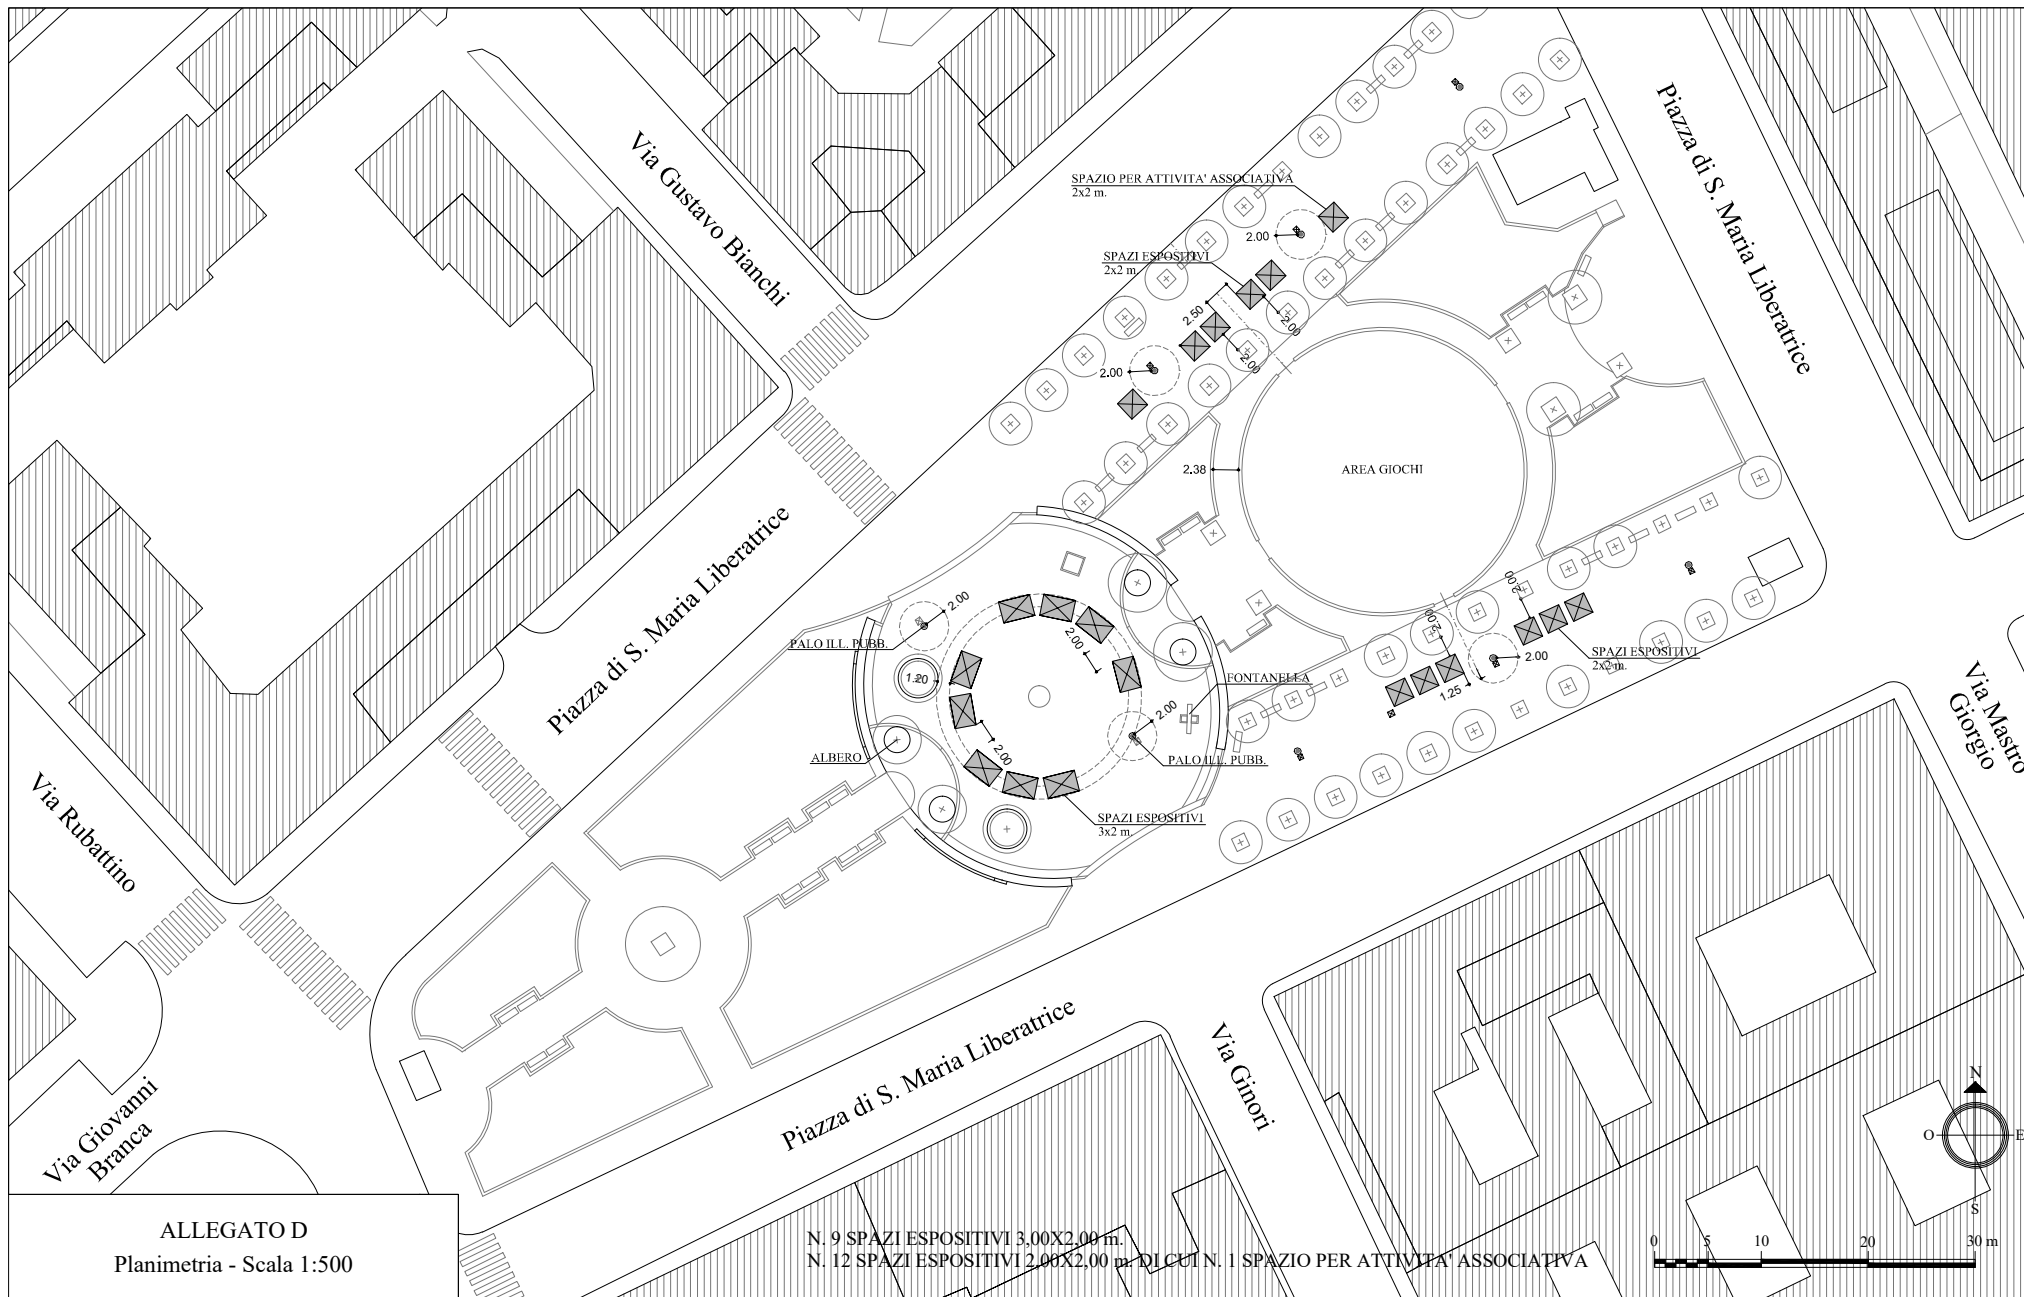 Via Gustavo Bianchi
Piazza di S. Maria Liberatrice
SPAZIO PER ATTIVITA' ASSOCIATIVA
2x2 m.
2.00
SPAZI ESPOSITIVI
2x2 m.
2.50
2.00
2.00
2.00
2.38
AREA GIOCHI
Piazza di S. Maria Liberatrice
2.00
PALO ILL. PUBB.
2.00
1.20
2.00
2.00
2.00
SPAZI ESPOSITIVI
2x2 m.
2.00
1.25
FONTANELLA
2.00
PALO ILL. PUBB.
ALBERO
2.00
SPAZI ESPOSITIVI
3x2 m.
Via Mastro
Giorgio
Via Rubattino
Piazza di S. Maria Liberatrice
Via Ginori
Via Giovanni
Branca
N
O
E
S
ALLEGATO D
Planimetria - Scala 1:500
N. 9 SPAZI ESPOSITIVI 3,00X2,00 m.
N. 12 SPAZI ESPOSITIVI 2,00X2,00 m. DI CUI N. 1 SPAZIO PER ATTIVITA' ASSOCIATIVA
0 5 10 20 30 m